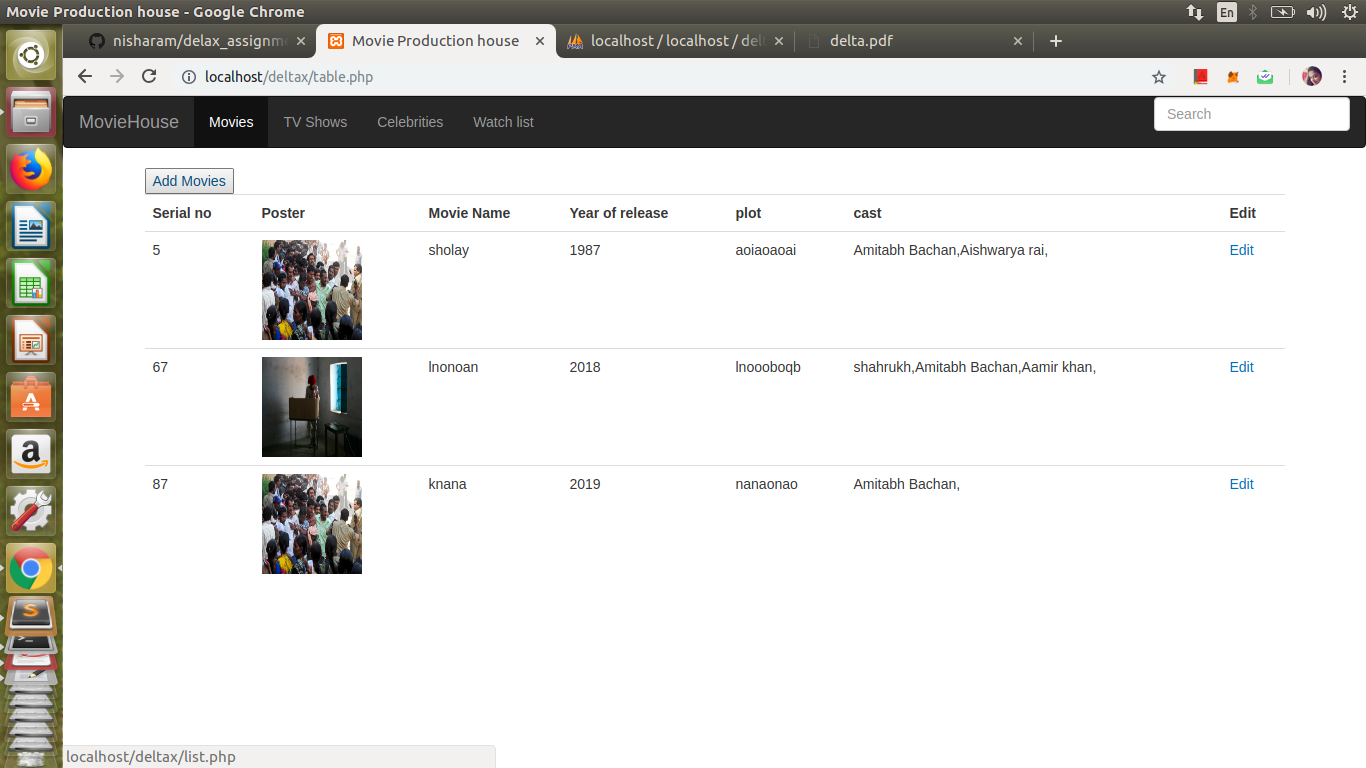 Movie Production house - Google Chrome
En
nisharam/delax_assignm
Movie Production house
localhost / localhost / delt
delta.pdf
localhost/deltax/table.php
MovieHouse Movies TV Shows Celebrities Watch list Search
Add Movies
Serial no Poster Movie Name Year of release plot cast Edit
5 sholay 1987 aoiaoaoai Amitabh Bachan,Aishwarya rai, Edit
67 lnonoan 2018 lnoooboqb shahrukh,Amitabh Bachan,Aamir khan, Edit
87 knana 2019 nanaonao Amitabh Bachan, Edit
localhost/deltax/list.php